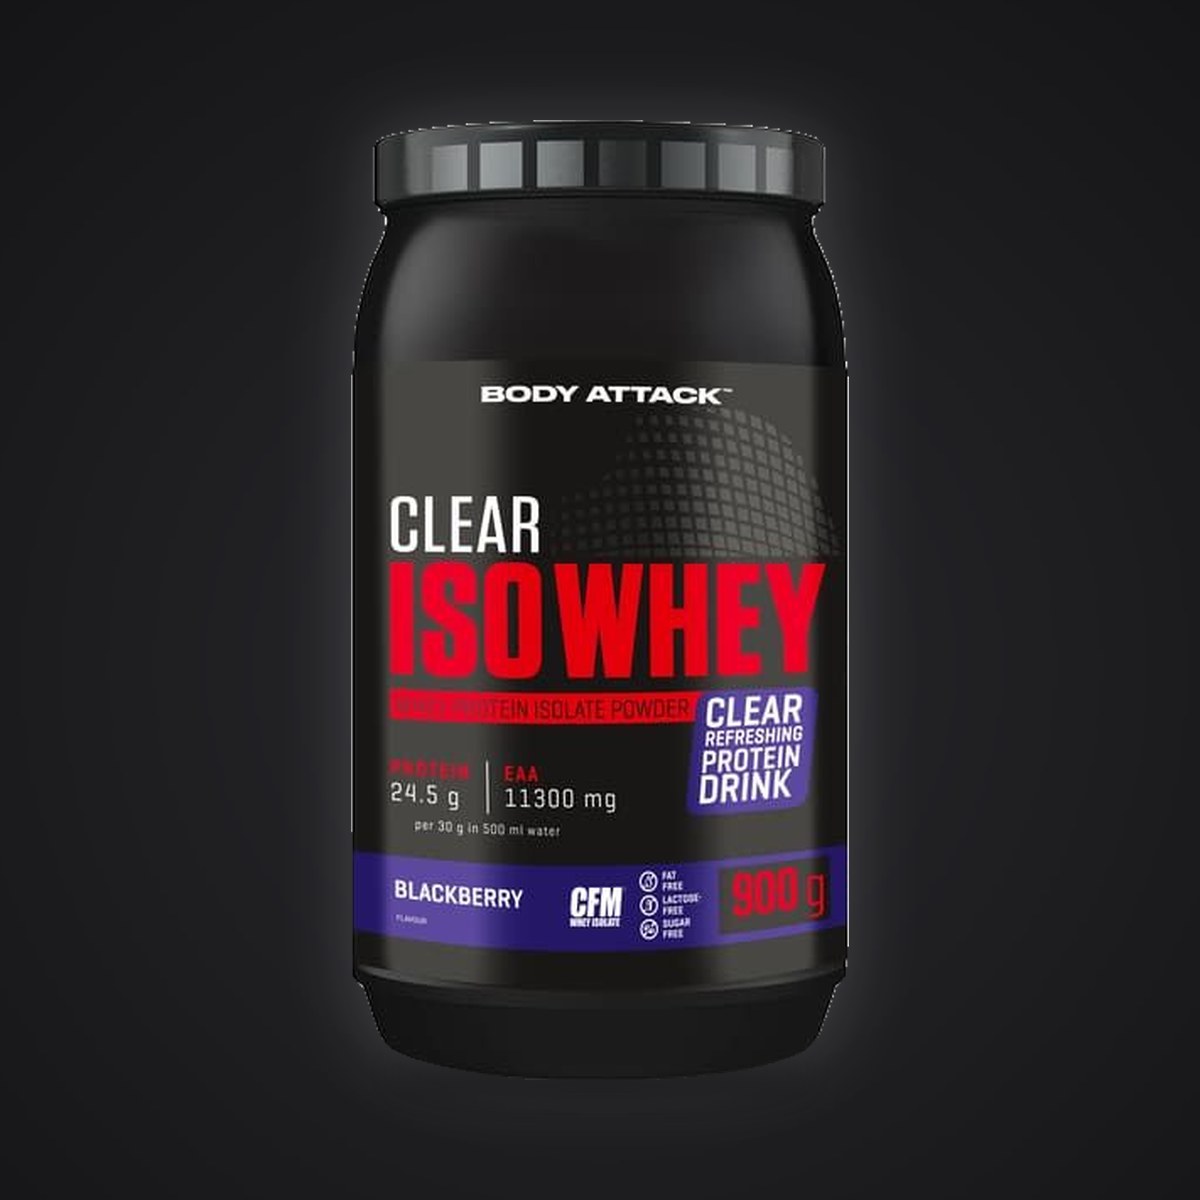 BODY ATTACK™
CLEAR
ISO WHEY
WHEY PROTEIN ISOLATE POWDER
CLEAR
REFRESHING
PROTEIN
DRINK
PROTEIN
24.5 g
EAA
11300 mg
per 30 g in 500 ml water
BLACKBERRY
FLAVOUR
CFM
WHEY ISOLATE
FAT
FREE
LACTOSE-
FREE
SUGAR
FREE
900 g